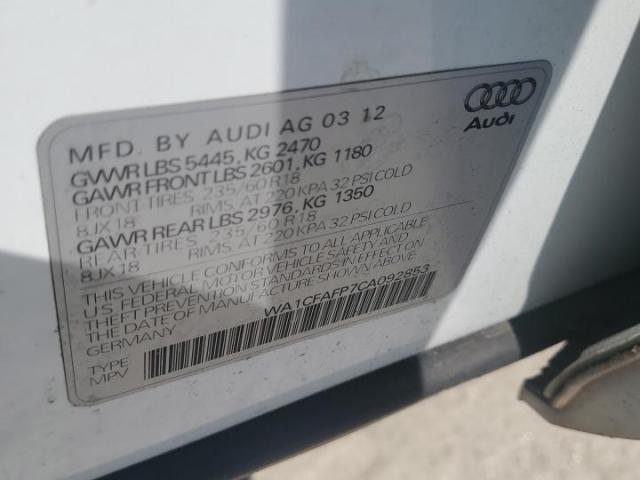 MFD. BY AUDI AG 03 12
GVWR LBS 5445, KG 2470
GAWR FRONT LBS 2601, KG 1180
FRONT TIRES 235/60 R18
8JX18 RIMS, AT 220 KPA 32 PSI COLD
GAWR REAR LBS 2976, KG 1350
REAR TIRES 235/60 R18
8JX18 RIMS, AT 220 KPA 32 PSI COLD
THIS VEHICLE CONFORMS TO ALL APPLICABLE
U.S. FEDERAL MOTOR VEHICLE SAFETY AND
THEFT PREVENTION STANDARDS IN EFFECT ON
THE DATE OF MANUFACTURE SHOWN ABOVE
GERMANY
WA1CFAFP7CA092853
TYPE
MPV
Audi